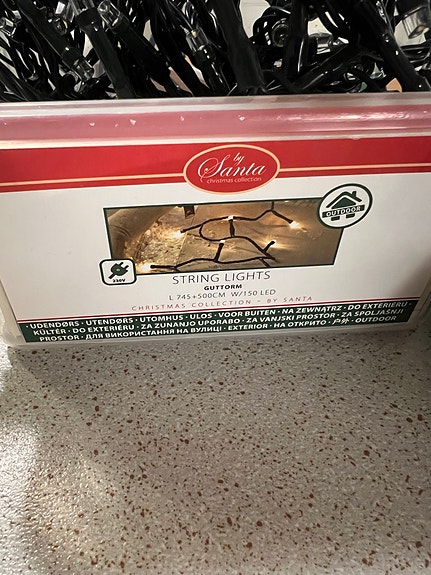 by
Santa
christmas collection
OUTDOOR
230V
STRING LIGHTS
GUTTORM
L 745+500CM W/150 LED
CHRISTMAS COLLECTION - BY SANTA
UDENDØRS · UTENDØRS · UTOMHUS · ULOS · VOOR BUITEN · NA ZEWNĄTRZ · DO EXTERIERU ·
KÜLTÉR · DO EXTERIÉRU · ZA ZUNANJO UPORABO · ZA VANJSKI PROSTOR · ZA SPOLJAŠNJI
PROSTOR · ДЛЯ ВИКОРИСТАННЯ НА ВУЛИЦІ · EXTERIOR · НА ОТКРИТО · 户外 · OUTDOOR